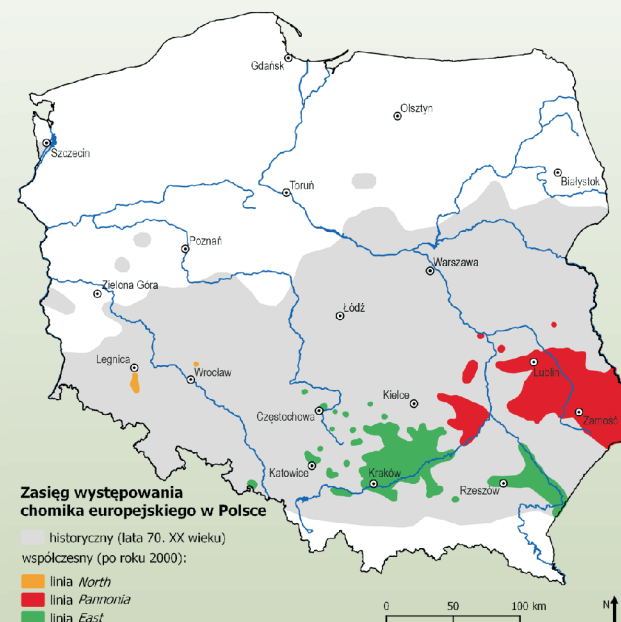 Gdańsk
Olsztyn
Szczecin
Białystok
Toruń
Poznań
Warszawa
Zielona Góra
Łódź
Legnica
Wrocław
Lublin
Kielce
Częstochowa
Zamość
Katowice
Kraków
Rzeszów
Zasięg występowania
chomika europejskiego w Polsce
historyczny (lata 70. XX wieku)
współczesny (po roku 2000):
linia North
linia Pannonia
linia East
0 50 100 km
N